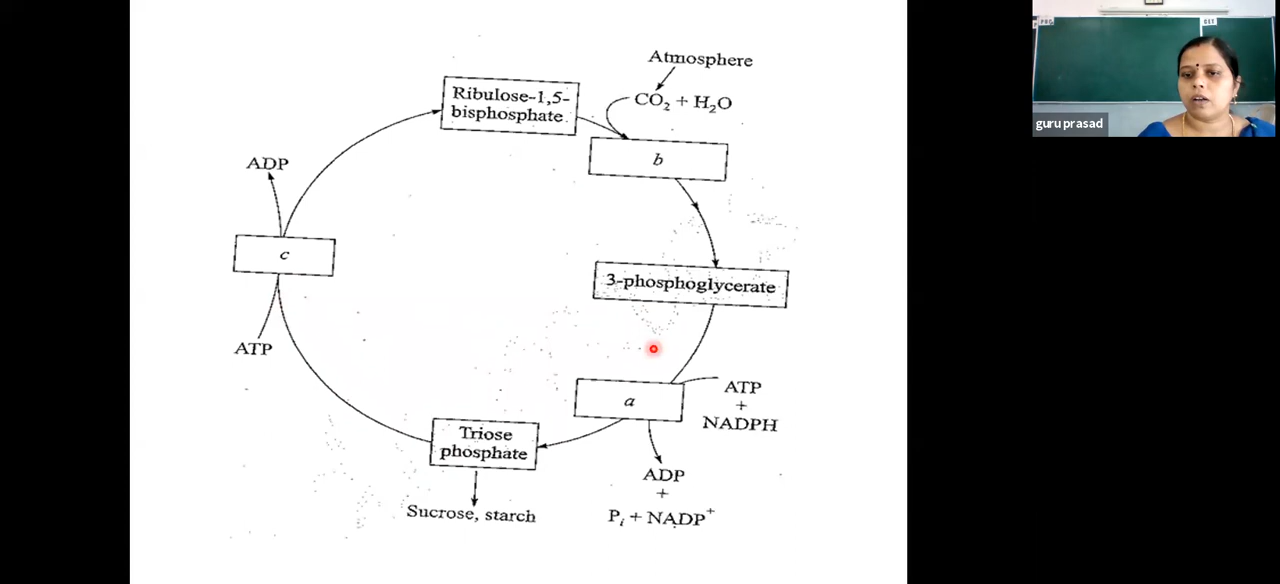 Atmosphere
CO₂ + H₂O
Ribulose-1,5-
bisphosphate
b
ADP
c
3-phosphoglycerate
ATP
a
ATP
+
NADPH
Triose
phosphate
ADP
+
Pᵢ + NADP⁺
Sucrose, starch
guru prasad
CET